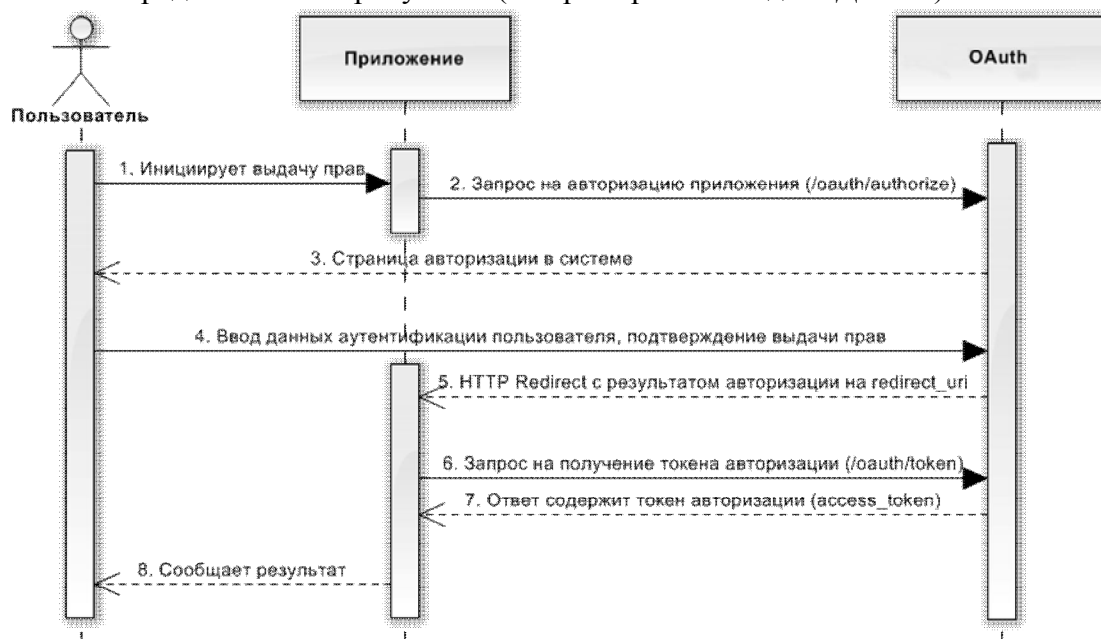 Приложение
OAuth
Пользователь
1. Инициирует выдачу прав
2. Запрос на авторизацию приложения (/oauth/authorize)
3. Страница авторизации в системе
4. Ввод данных аутентификации пользователя, подтверждение выдачи прав
5. HTTP Redirect с результатом авторизации на redirect_uri
6. Запрос на получение токена авторизации (/oauth/token)
7. Ответ содержит токен авторизации (access_token)
8. Сообщает результат